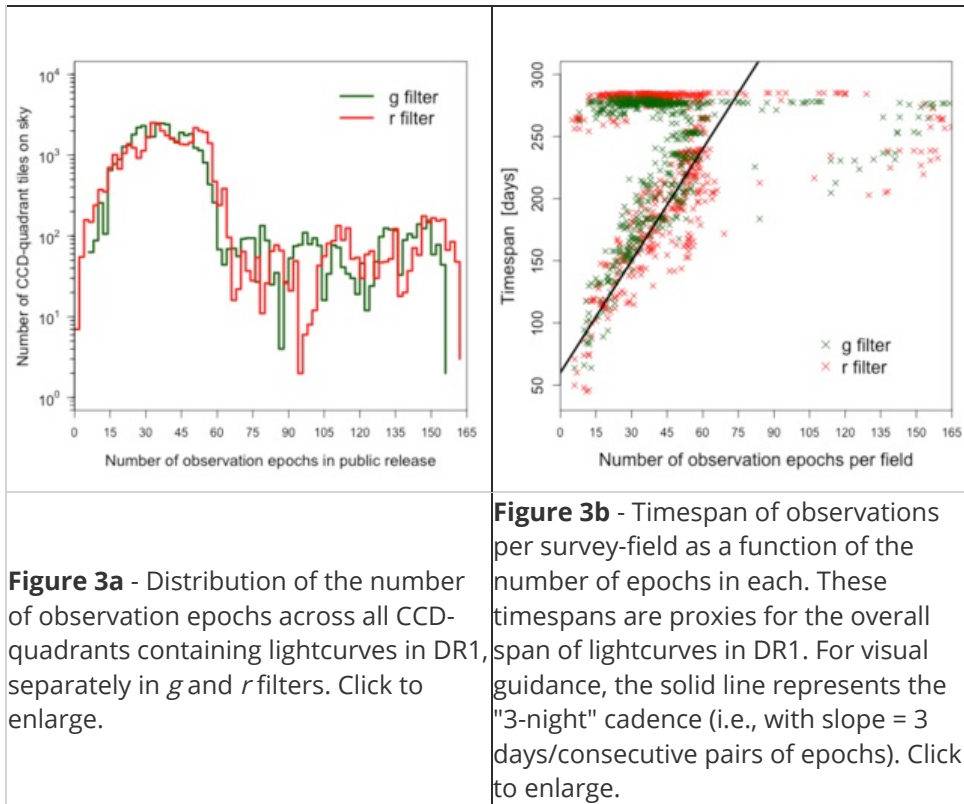 Number of CCD-quadrant tiles on sky
10⁴
10³
10²
10¹
10⁰
g filter
r filter
0 15 30 45 60 75 90 105 120 135 150 165
Number of observation epochs in public release
Timespan [days]
300
250
200
150
100
50
g filter
r filter
0 15 30 45 60 75 90 105 120 135 150 165
Number of observation epochs per field
Figure 3a - Distribution of the number
of observation epochs across all CCD-
quadrants containing lightcurves in DR1,
separately in g and r filters. Click to
enlarge.
Figure 3b - Timespan of observations
per survey-field as a function of the
number of epochs in each. These
timespans are proxies for the overall
span of lightcurves in DR1. For visual
guidance, the solid line represents the
"3-night" cadence (i.e., with slope = 3
days/consecutive pairs of epochs). Click
to enlarge.